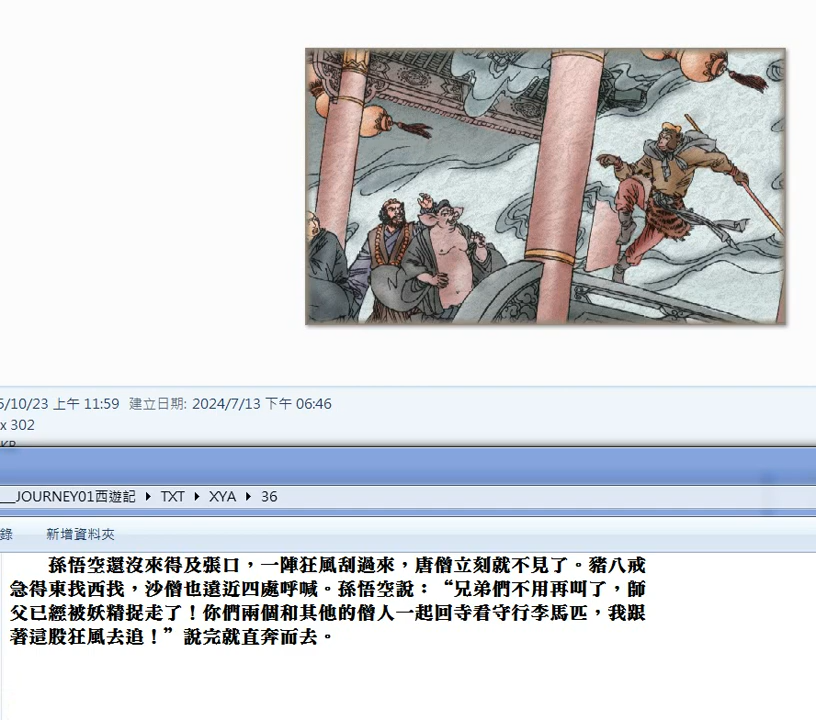 5/10/23 上午 11:59 建立日期: 2024/7/13 下午 06:46
x 302
KB
__JOURNEY01西遊記 ▸ TXT ▸ XYA ▸ 36
錄 新增資料夾
孫悟空還沒來得及張口，一陣狂風刮過來，唐僧立刻就不見了。豬八戒
急得東找西找，沙僧也遠近四處呼喊。孫悟空說：“兄弟們不用再叫了，師
父已經被妖精捉走了！你們兩個和其他的僧人一起回寺看守行李馬匹，我跟
著這股狂風去追！”說完就直奔而去。